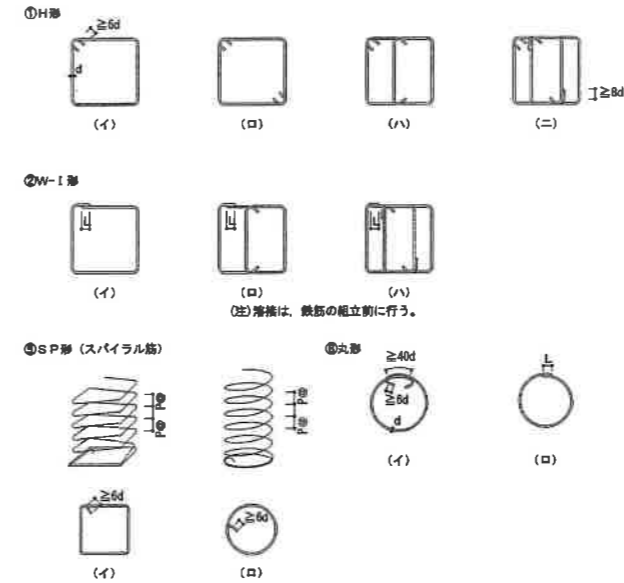 ①H形
≧6d
d
≧8d
(イ) (ロ) (ハ) (ニ)
②W-Ⅰ形
L L L
(イ) (ロ) (ハ)
(注)溶接は、鉄筋の組立前に行う。
⑤SP形(スパイラル筋)
P@
P@
P@
P@
≧6d
≧6d
(イ) (ロ)
⑥丸形
≧40d
≧6d
d
L
(イ) (ロ)